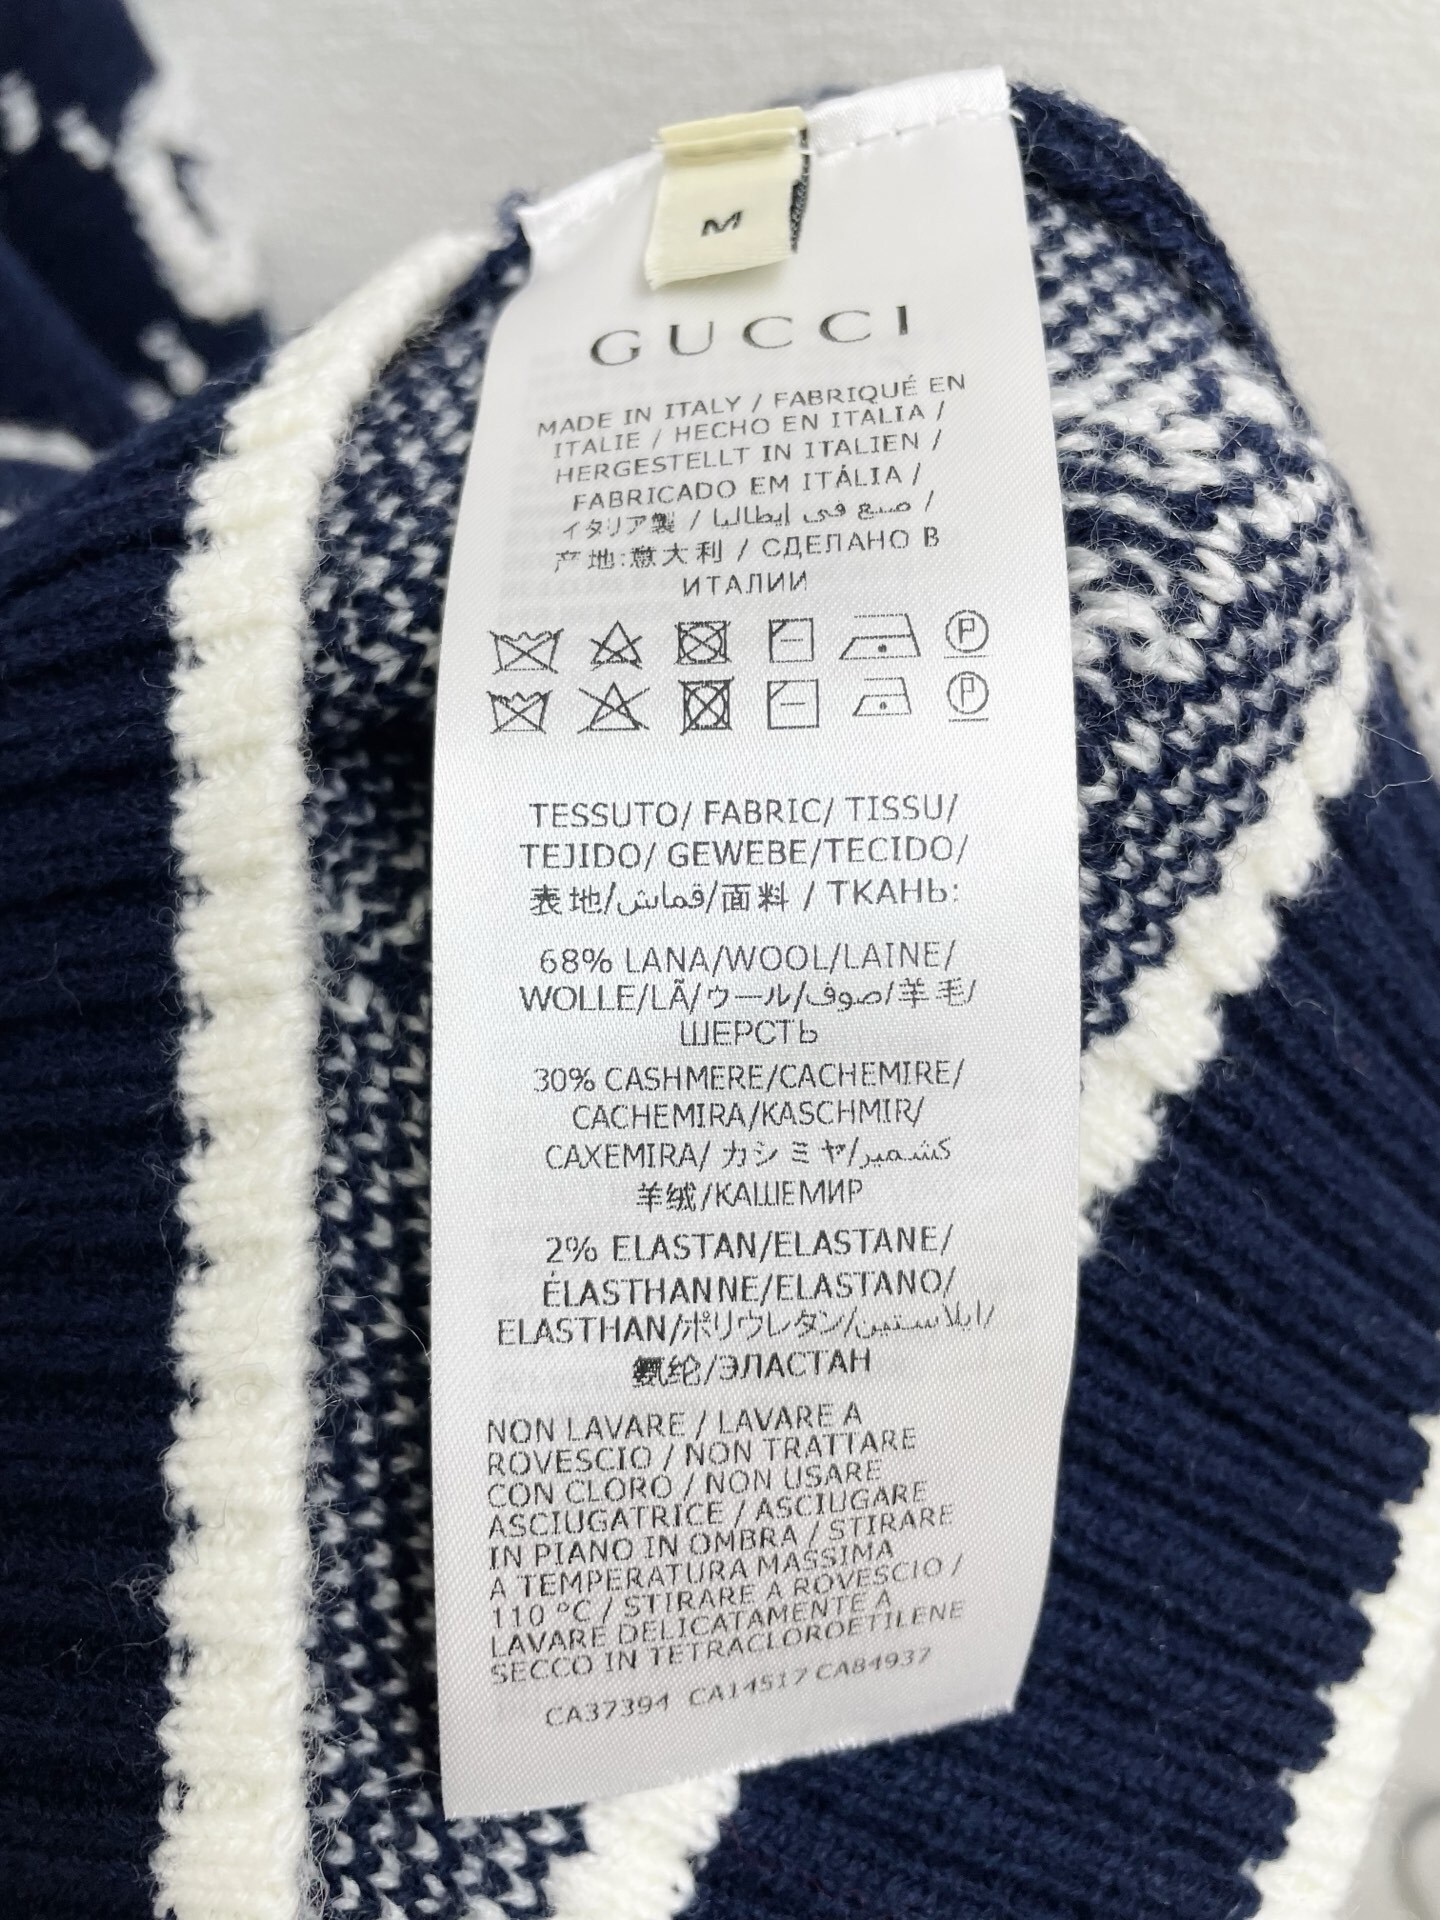 M
GUCCI
MADE IN ITALY / FABRIQUÉ EN
ITALIE / HECHO EN ITALIA /
HERGESTELLT IN ITALIEN /
FABRICADO EM ITÁLIA /
イタリア製 / صنع في إيطاليا /
产地:意大利 / СДЕЛАНО В
ИТАЛИИ
P
P
TESSUTO/ FABRIC/ TISSU/
TEJIDO/ GEWEBE/TECIDO/
表地/قماش/面料 / ТКАНЬ:
68% LANA/WOOL/LAINE/
WOLLE/LÃ/ウール/صوف/羊毛/
ШЕРСТЬ
30% CASHMERE/CACHEMIRE/
CACHEMIRA/KASCHMIR/
CAXEMIRA/カシミヤ/كشمير
羊绒/КАШЕМИР
2% ELASTAN/ELASTANE/
ÉLASTHANNE/ELASTANO/
ELASTHAN/ポリウレタン/ايلاستين/
氨纶/ЭЛАСТАН
NON LAVARE / LAVARE A
ROVESCIO / NON TRATTARE
CON CLORO / NON USARE
ASCIUGATRICE / ASCIUGARE
IN PIANO IN OMBRA / STIRARE
A TEMPERATURA MASSIMA
110 °C / STIRARE A ROVESCIO /
LAVARE DELICATAMENTE A
SECCO IN TETRACLOROETILENE
CA37394 CA14517 CA84937